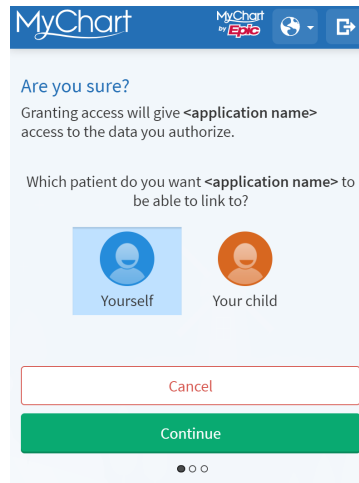 MyChart
MyChart
by Epic
Are you sure?
Granting access will give <application name>
access to the data you authorize.
Which patient do you want <application name> to
be able to link to?
Yourself
Your child
Cancel
Continue